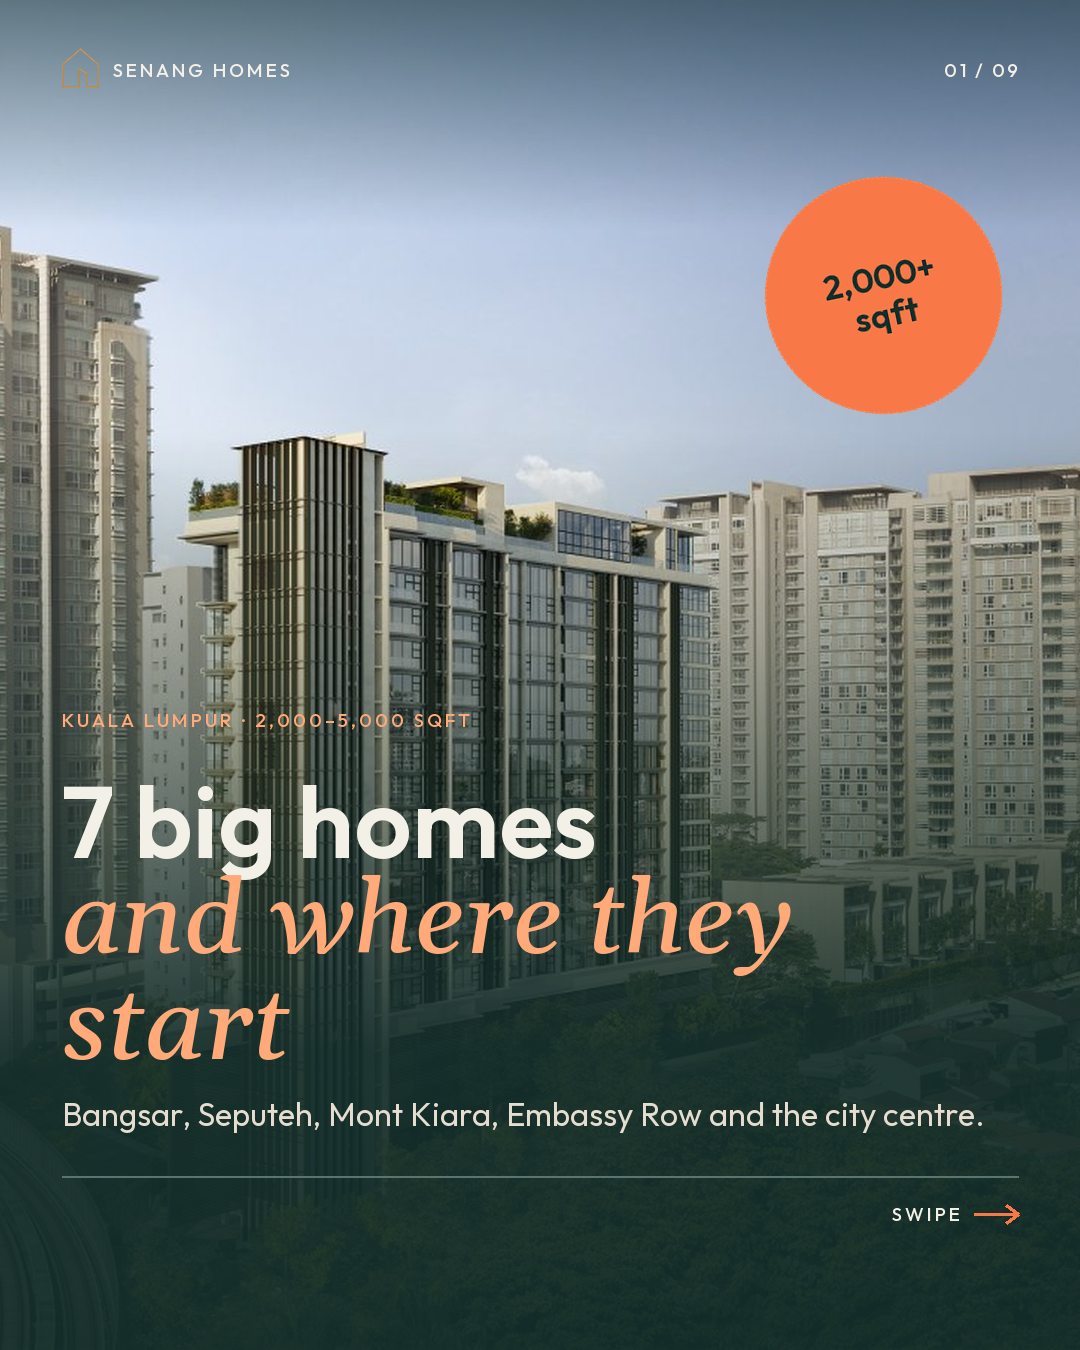 SENANG HOMES
01 / 09
2,000+
sqft
KUALA LUMPUR · 2,000–5,000 SQFT
7 big homes
and where they
start
Bangsar, Seputeh, Mont Kiara, Embassy Row and the city centre.
SWIPE